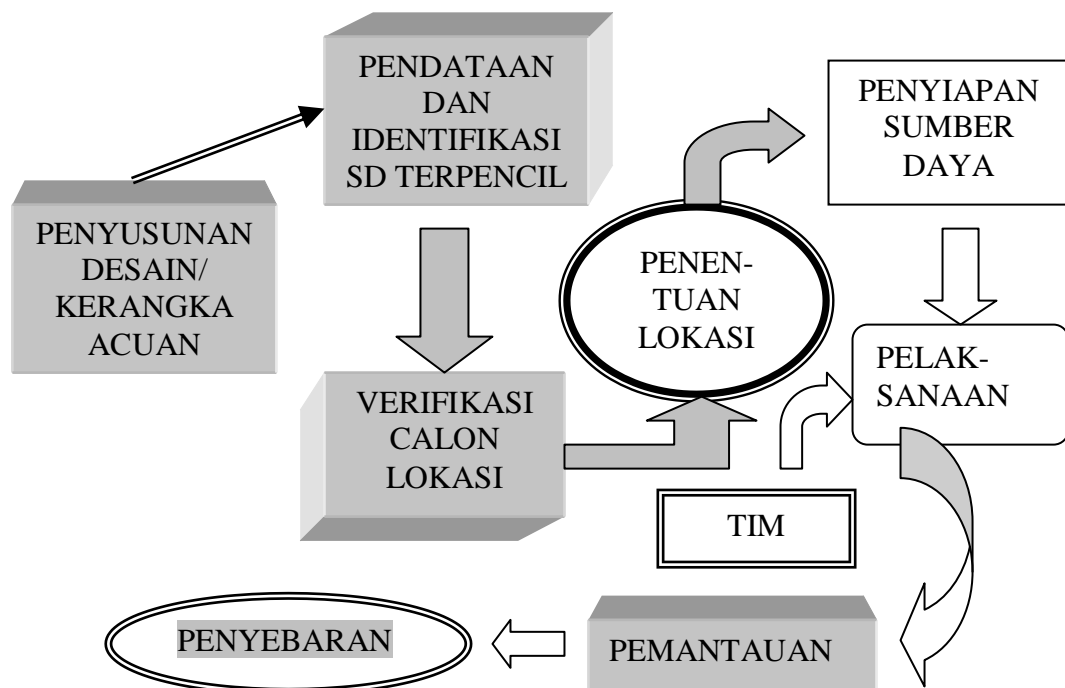 PENYUSUNAN
DESAIN/
KERANGKA
ACUAN
PENDATAAN
DAN
IDENTIFIKASI
SD TERPENCIL
VERIFIKASI
CALON
LOKASI
PENEN-
TUAN
LOKASI
PENYIAPAN
SUMBER
DAYA
PELAK-
SANAAN
TIM
PEMANTAUAN
PENYEBARAN